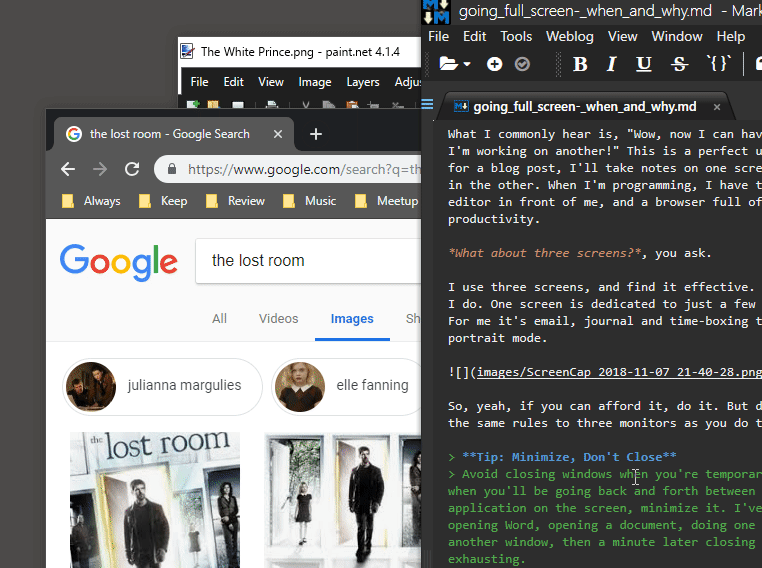 The White Prince.png - paint.net 4.1.4
File Edit View Image Layers Adjus
the lost room - Google Search
https://www.google.com/search?q=th
Always Keep Review Music Meetup
Google
the lost room
All Videos Images Sh
julianna margulies
elle fanning
the lost room
going_full_screen-_when_and_why.md - Mark
File Edit Tools Weblog View Window Help
B I U S `{}`
going_full_screen-_when_and_why.md
What I commonly hear is, "Wow, now I can hav
I'm working on another!" This is a perfect u
for a blog post, I'll take notes on one scre
in the other. When I'm programming, I have t
editor in front of me, and a browser full of
productivity.
*What about three screens?*, you ask.
I use three screens, and find it effective.
I do. One screen is dedicated to just a few
For me it's email, journal and time-boxing t
portrait mode.
![](images/ScreenCap 2018-11-07 21-40-28.png
So, yeah, if you can afford it, do it. But d
the same rules to three monitors as you do t
> **Tip: Minimize, Don't Close**
> Avoid closing windows when you're temporar
when you'll be going back and forth between
application on the screen, minimize it. I've
opening Word, opening a document, doing one
another window, then a minute later closing
exhausting.